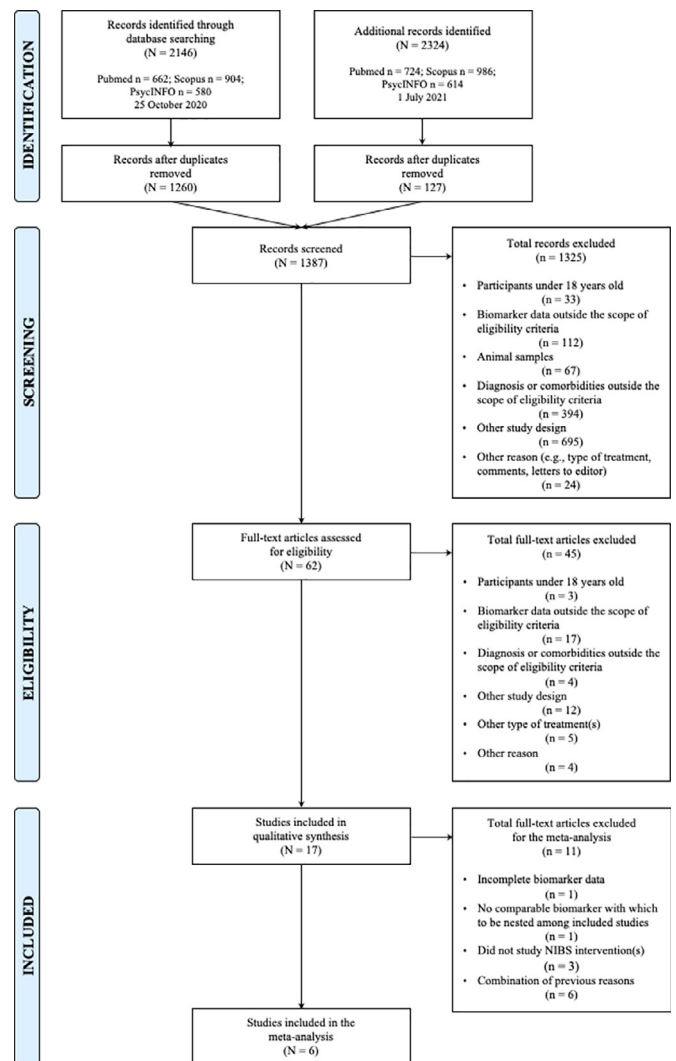 IDENTIFICATION
Records identified through
database searching
(N = 2146)
Pubmed n = 662; Scopus n = 904;
PsycINFO n = 580
25 October 2020
Additional records identified
(N = 2324)
Pubmed n = 724; Scopus n = 986;
PsycINFO n = 614
1 July 2021
Records after duplicates
removed
(N = 1260)
Records after duplicates
removed
(N = 127)
SCREENING
Records screened
(N = 1387)
Total records excluded
(n = 1325)
• Participants under 18 years old
(n = 33)
• Biomarker data outside the scope of
eligibility criteria
(n = 112)
• Animal samples
(n = 67)
• Diagnosis or comorbidities outside the
scope of eligibility criteria
(n = 394)
• Other study design
(n = 695)
• Other reason (e.g., type of treatment,
comments, letters to editor)
(n = 24)
ELIGIBILITY
Full-text articles assessed
for eligibility
(N = 62)
Total full-text articles excluded
(n = 45)
• Participants under 18 years old
(n = 3)
• Biomarker data outside the scope of
eligibility criteria
(n = 17)
• Diagnosis or comorbidities outside the
scope of eligibility criteria
(n = 4)
• Other study design
(n = 12)
• Other type of treatment(s)
(n = 5)
• Other reason
(n = 4)
INCLUDED
Studies included in
qualitative synthesis
(N = 17)
Total full-text articles excluded
for the meta-analysis
(n = 11)
• Incomplete biomarker data
(n = 1)
• No comparable biomarker with which
to be nested among included studies
(n = 1)
• Did not study NIBS intervention(s)
(n = 3)
• Combination of previous reasons
(n = 6)
Studies included in the
meta-analysis
(N = 6)